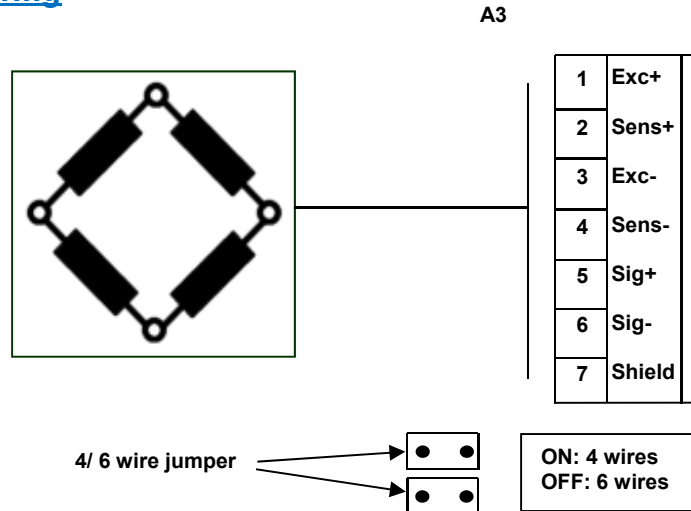 A3
1 Exc+
2 Sens+
3 Exc-
4 Sens-
5 Sig+
6 Sig-
7 Shield
4/ 6 wire jumper
ON: 4 wires
OFF: 6 wires